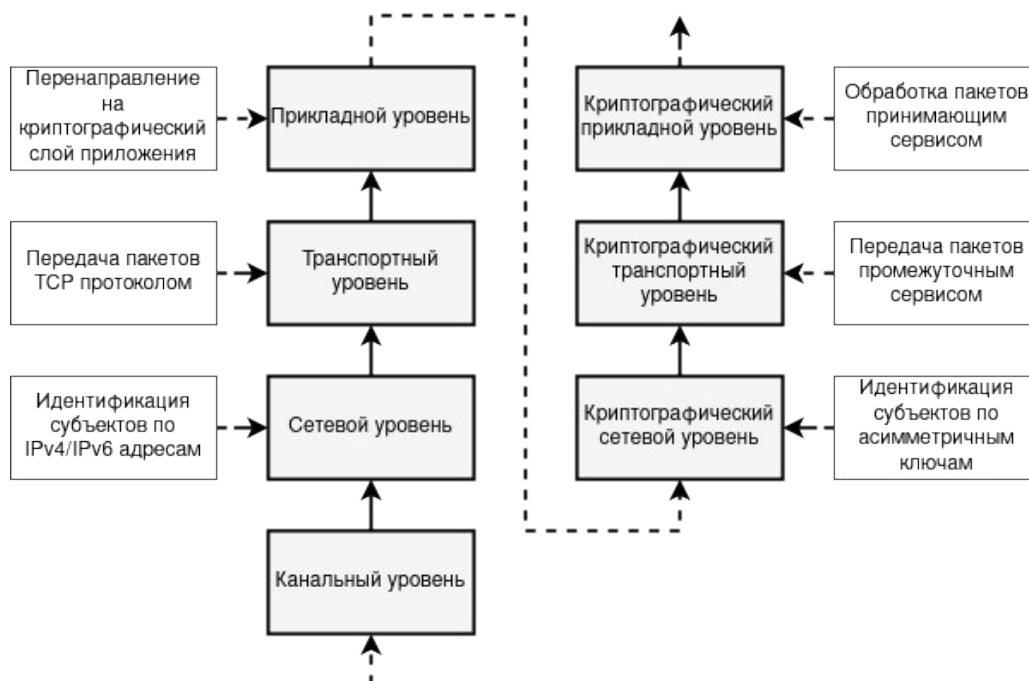 Перенаправление
на
криптографический
слой приложения
Прикладной уровень
Криптографический
прикладной уровень
Обработка пакетов
принимающим
сервисом
Передача пакетов
TCP протоколом
Транспортный
уровень
Криптографический
транспортный
уровень
Передача пакетов
промежуточным
сервисом
Идентификация
субъектов по
IPv4/IPv6 адресам
Сетевой уровень
Криптографический
сетевой уровень
Идентификация
субъектов по
асимметричным
ключам
Канальный уровень